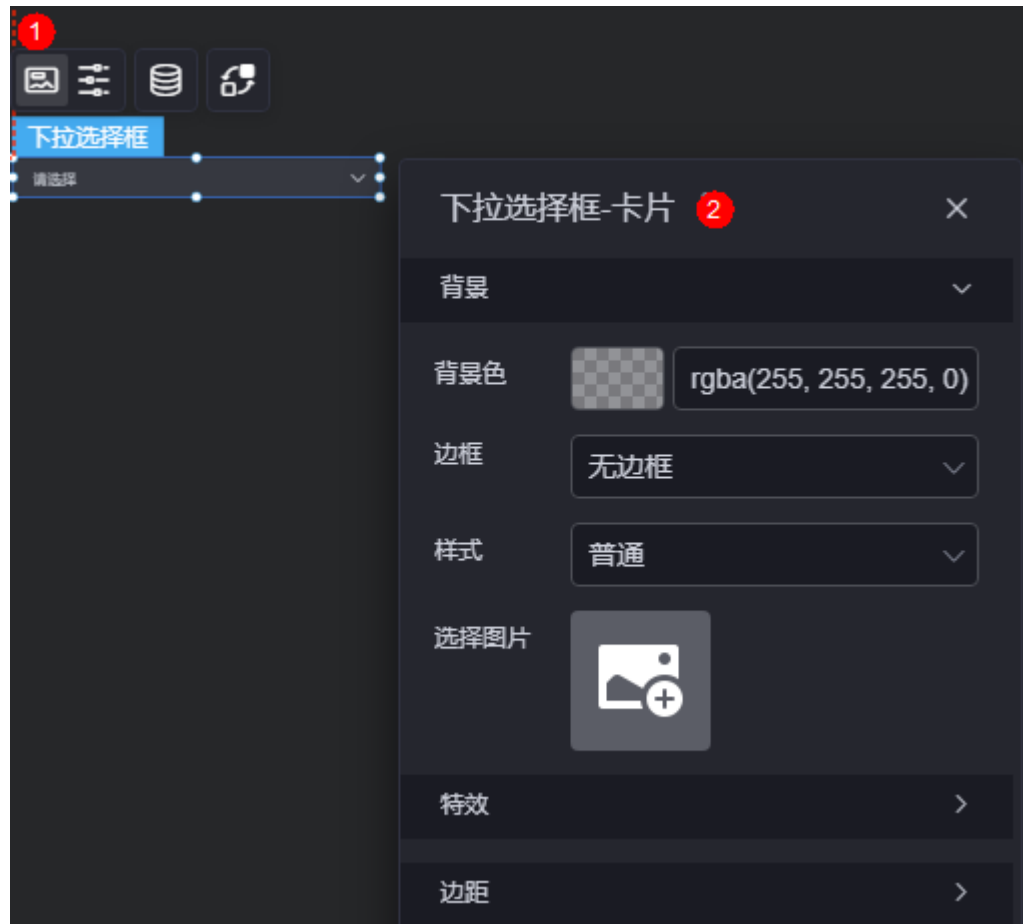 1
下拉选择框
请选择
下拉选择框-卡片 2
背景
背景色 rgba(255, 255, 255, 0)
边框 无边框
样式 普通
选择图片
特效
边距